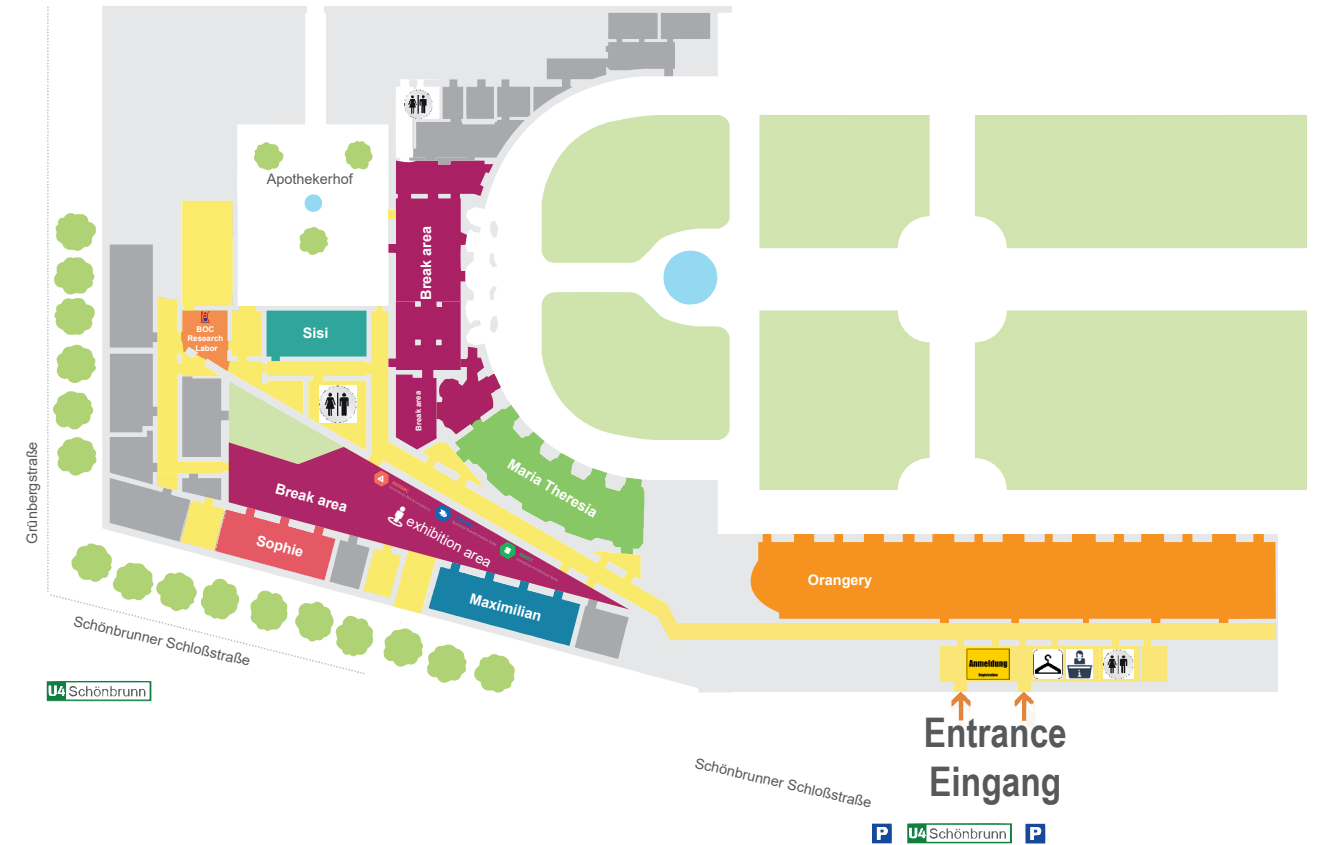 Apothekerhof
Break area
BOC
Research
Labor
Sisi
Break area
Maria Theresia
Break area
exhibition area
Sophie
Maximilian
Orangery
Grünbergstraße
Schönbrunner Schloßstraße
U4 Schönbrunn
Anmeldung
Registration
i
Entrance
Eingang
Schönbrunner Schloßstraße
P
U4 Schönbrunn
P